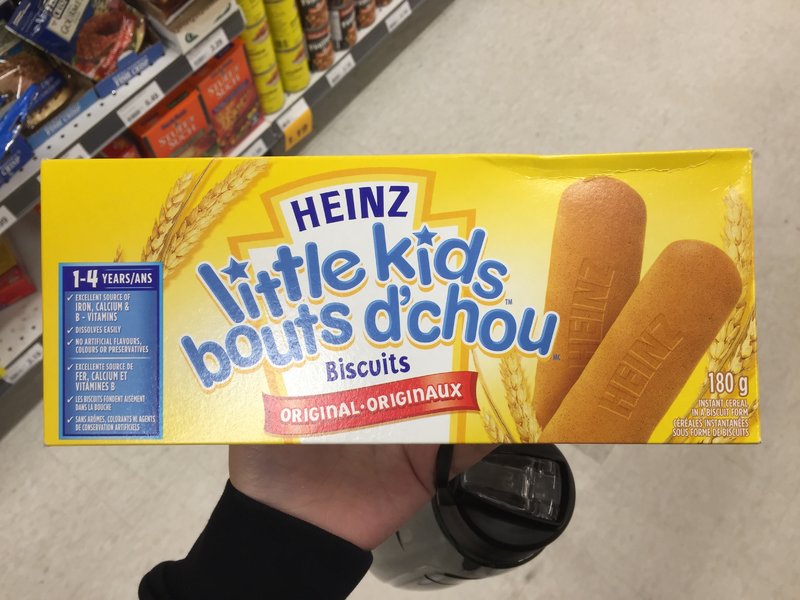 HEINZ
little kids
bouts d'chou
TM
MC
Biscuits
ORIGINAL·ORIGINAUX
1-4 YEARS/ANS
✓ EXCELLENT SOURCE OF
IRON, CALCIUM &
B - VITAMINS
✓ DISSOLVES EASILY
✓ NO ARTIFICIAL FLAVOURS,
COLOURS OR PRESERVATIVES
✓ EXCELLENTE SOURCE DE
FER, CALCIUM ET
VITAMINES B
✓ LES BISCUITS FONDENT AISEMENT
DANS LA BOUCHE
✓ SANS ARÔMES, COLORANTS NI AGENTS
DE CONSERVATION ARTIFICIELS
HEINZ
HEINZ
180 g
INSTANT CEREAL
IN A BISCUIT FORM
CÉRÉALES INSTANTANÉES
SOUS FORME DE BISCUITS